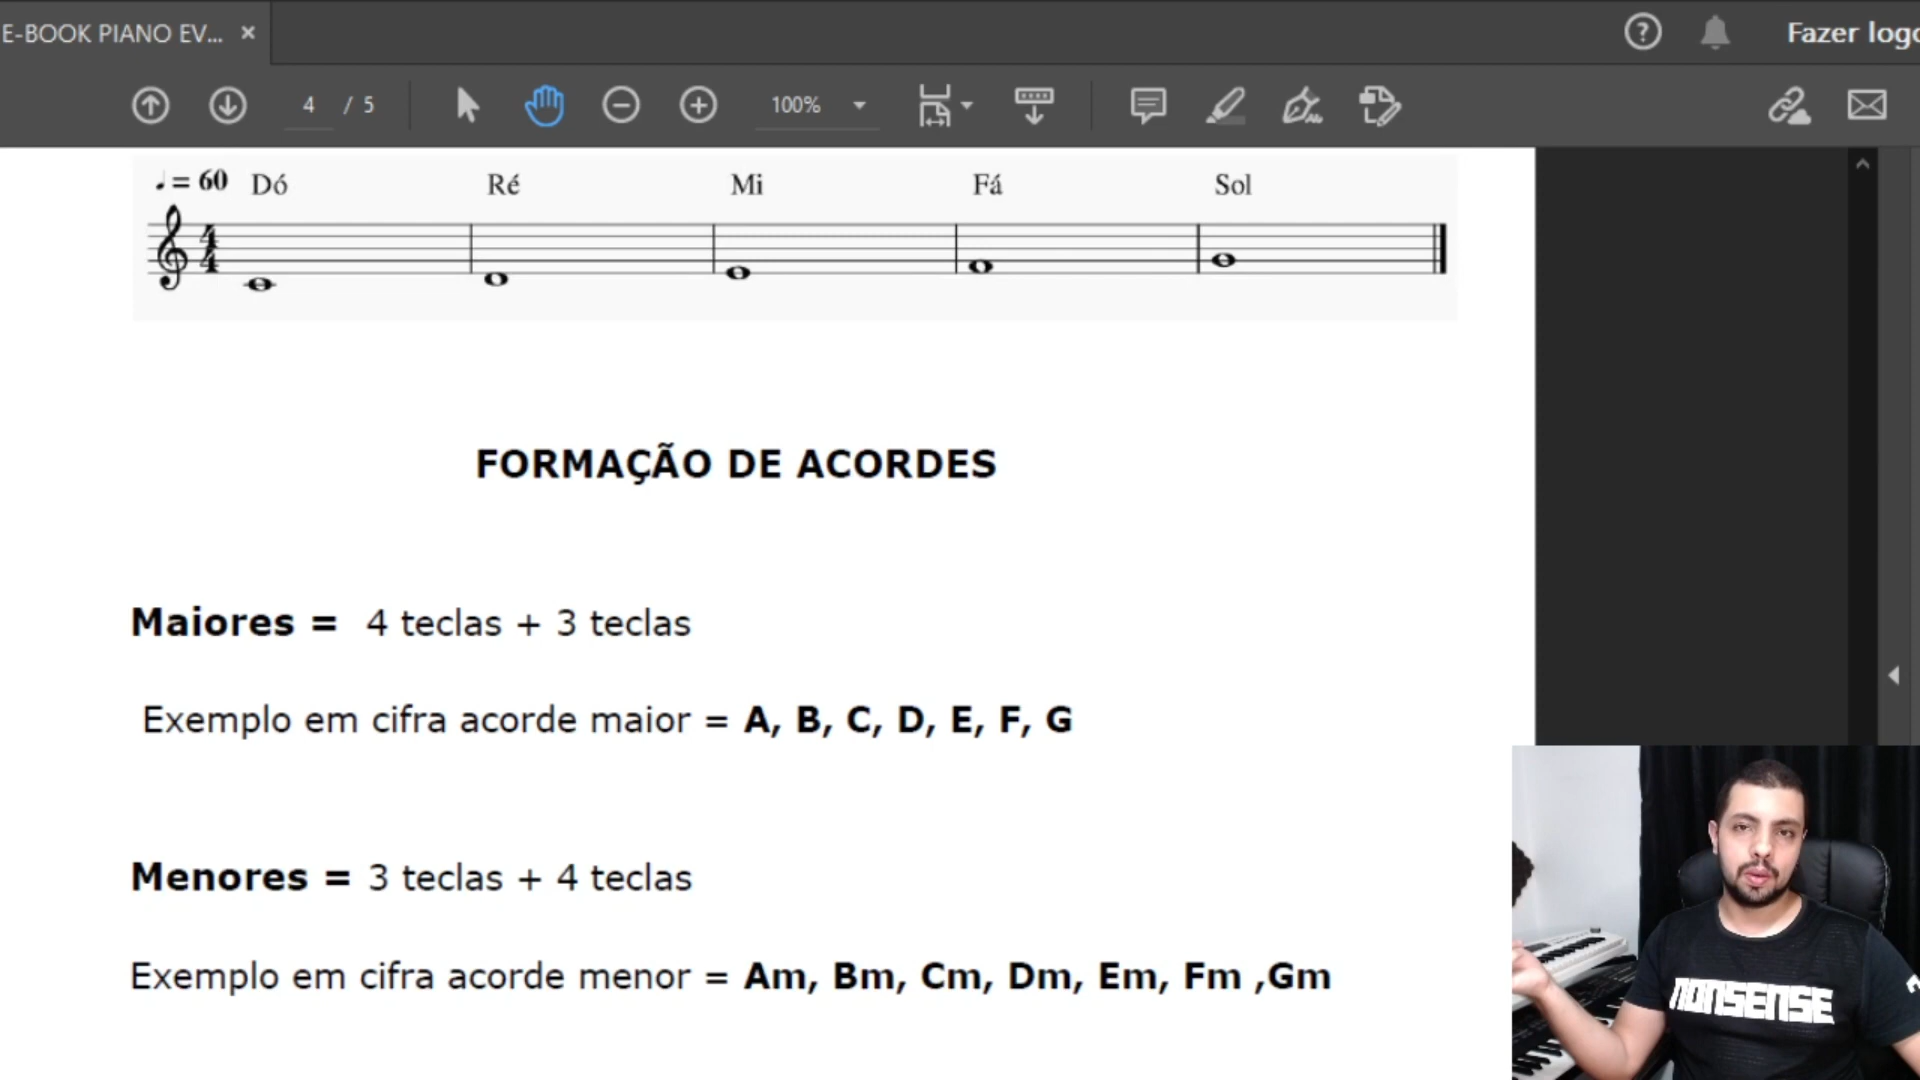 E-BOOK PIANO EV...
Fazer logo
4 / 5
100%
♩ = 60 Dó Ré Mi Fá Sol
4
4
FORMAÇÃO DE ACORDES
Maiores = 4 teclas + 3 teclas
Exemplo em cifra acorde maior = A, B, C, D, E, F, G
Menores = 3 teclas + 4 teclas
Exemplo em cifra acorde menor = Am, Bm, Cm, Dm, Em, Fm ,Gm
NONSENSE